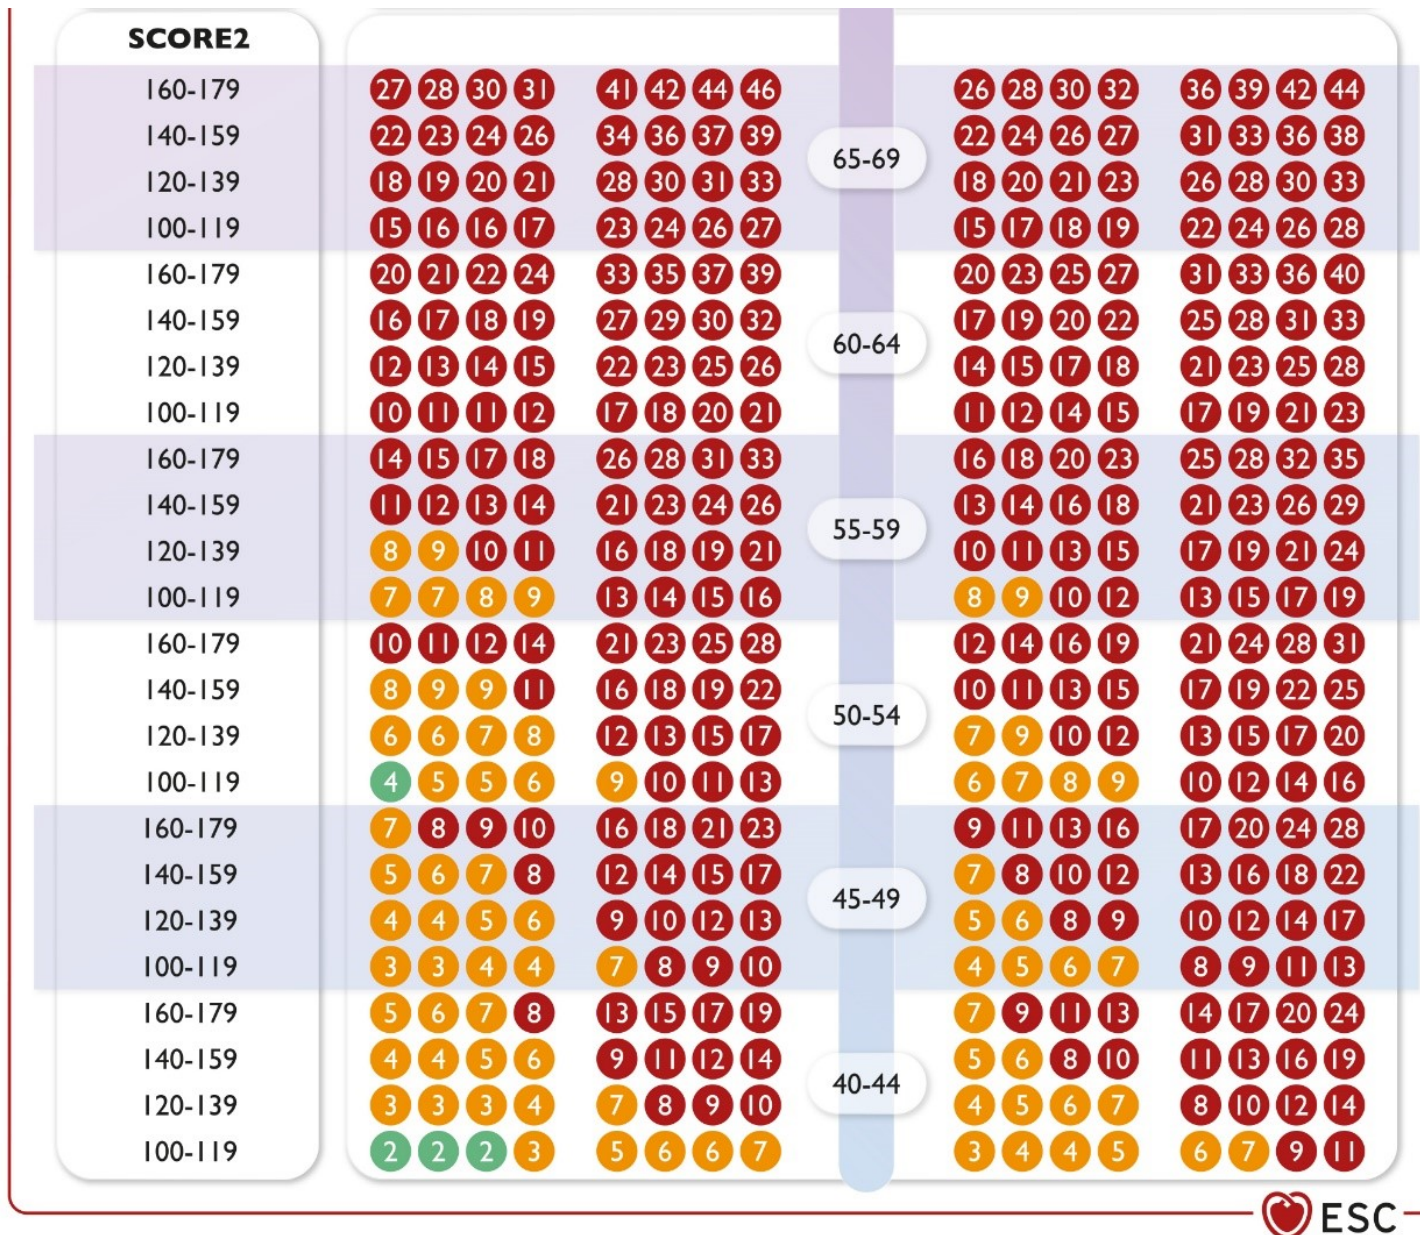 SCORE2
160-179 27 28 30 31 41 42 44 46 26 28 30 32 36 39 42 44
140-159 22 23 24 26 34 36 37 39 22 24 26 27 31 33 36 38
65-69
120-139 18 19 20 21 28 30 31 33 18 20 21 23 26 28 30 33
100-119 15 16 16 17 23 24 26 27 15 17 18 19 22 24 26 28
160-179 20 21 22 24 33 35 37 39 20 23 25 27 31 33 36 40
140-159 16 17 18 19 27 29 30 32 17 19 20 22 25 28 31 33
60-64
120-139 12 13 14 15 22 23 25 26 14 15 17 18 21 23 25 28
100-119 10 11 11 12 17 18 20 21 11 12 14 15 17 19 21 23
160-179 14 15 17 18 26 28 31 33 16 18 20 23 25 28 32 35
140-159 11 12 13 14 21 23 24 26 13 14 16 18 21 23 26 29
55-59
120-139 8 9 10 11 16 18 19 21 10 11 13 15 17 19 21 24
100-119 7 7 8 9 13 14 15 16 8 9 10 12 13 15 17 19
160-179 10 11 12 14 21 23 25 28 12 14 16 19 21 24 28 31
140-159 8 9 9 11 16 18 19 22 10 11 13 15 17 19 22 25
50-54
120-139 6 6 7 8 12 13 15 17 7 9 10 12 13 15 17 20
100-119 4 5 5 6 9 10 11 13 6 7 8 9 10 12 14 16
160-179 7 8 9 10 16 18 21 23 9 11 13 16 17 20 24 28
140-159 5 6 7 8 12 14 15 17 7 8 10 12 13 16 18 22
45-49
120-139 4 4 5 6 9 10 12 13 5 6 8 9 10 12 14 17
100-119 3 3 4 4 7 8 9 10 4 5 6 7 8 9 11 13
160-179 5 6 7 8 13 15 17 19 7 9 11 13 14 17 20 24
140-159 4 4 5 6 9 11 12 14 5 6 8 10 11 13 16 19
40-44
120-139 3 3 3 4 7 8 9 10 4 5 6 7 8 10 12 14
100-119 2 2 2 3 5 6 6 7 3 4 4 5 6 7 9 11
ESC